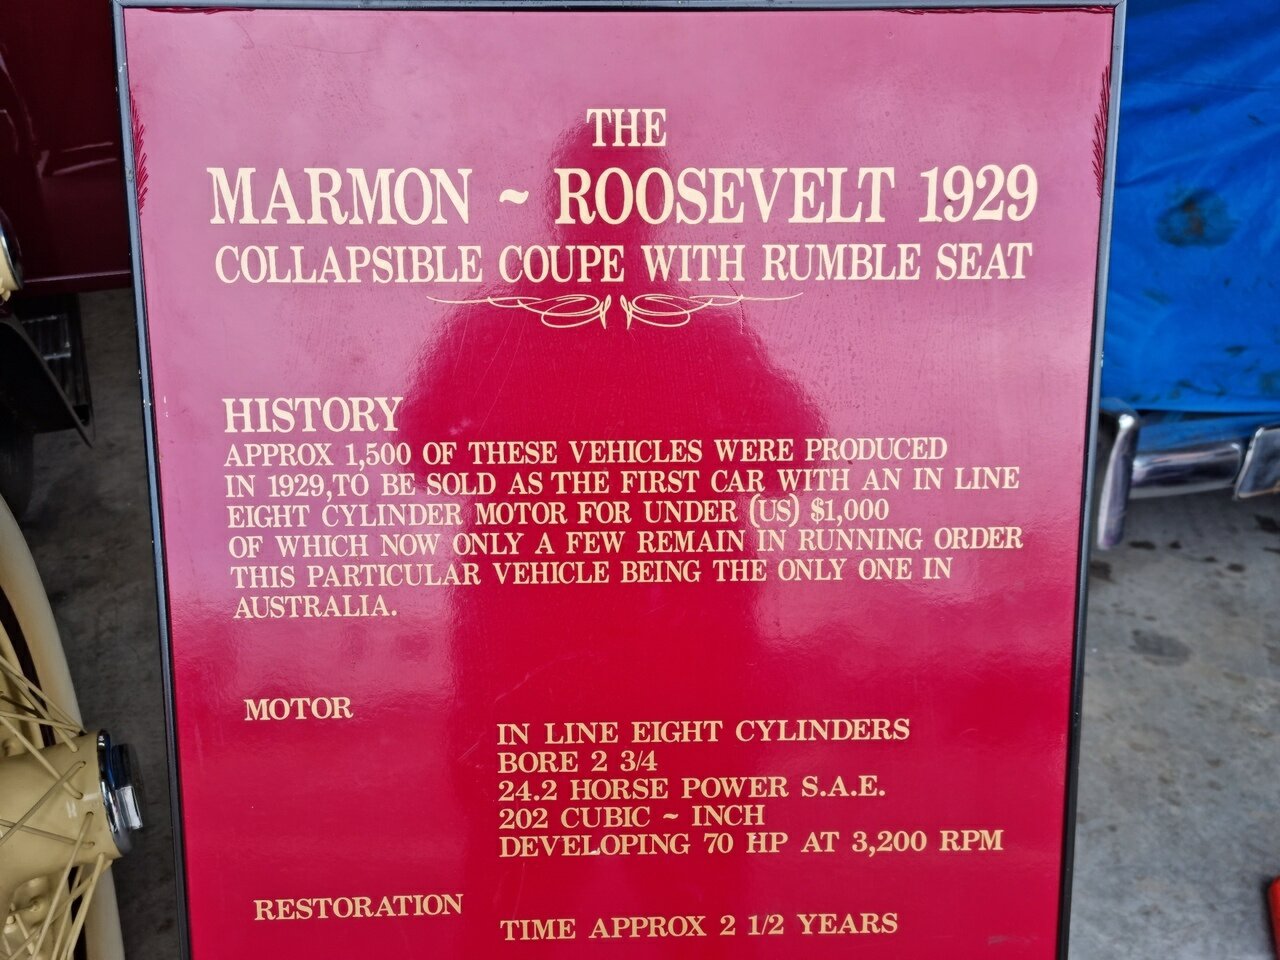 THE
MARMON ~ ROOSEVELT 1929
COLLAPSIBLE COUPE WITH RUMBLE SEAT
HISTORY
APPROX 1,500 OF THESE VEHICLES WERE PRODUCED
IN 1929,TO BE SOLD AS THE FIRST CAR WITH AN IN LINE
EIGHT CYLINDER MOTOR FOR UNDER (US) $1,000
OF WHICH NOW ONLY A FEW REMAIN IN RUNNING ORDER
THIS PARTICULAR VEHICLE BEING THE ONLY ONE IN
AUSTRALIA.
MOTOR
IN LINE EIGHT CYLINDERS
BORE 2 3/4
24.2 HORSE POWER S.A.E.
202 CUBIC ~ INCH
DEVELOPING 70 HP AT 3,200 RPM
RESTORATION
TIME APPROX 2 1/2 YEARS